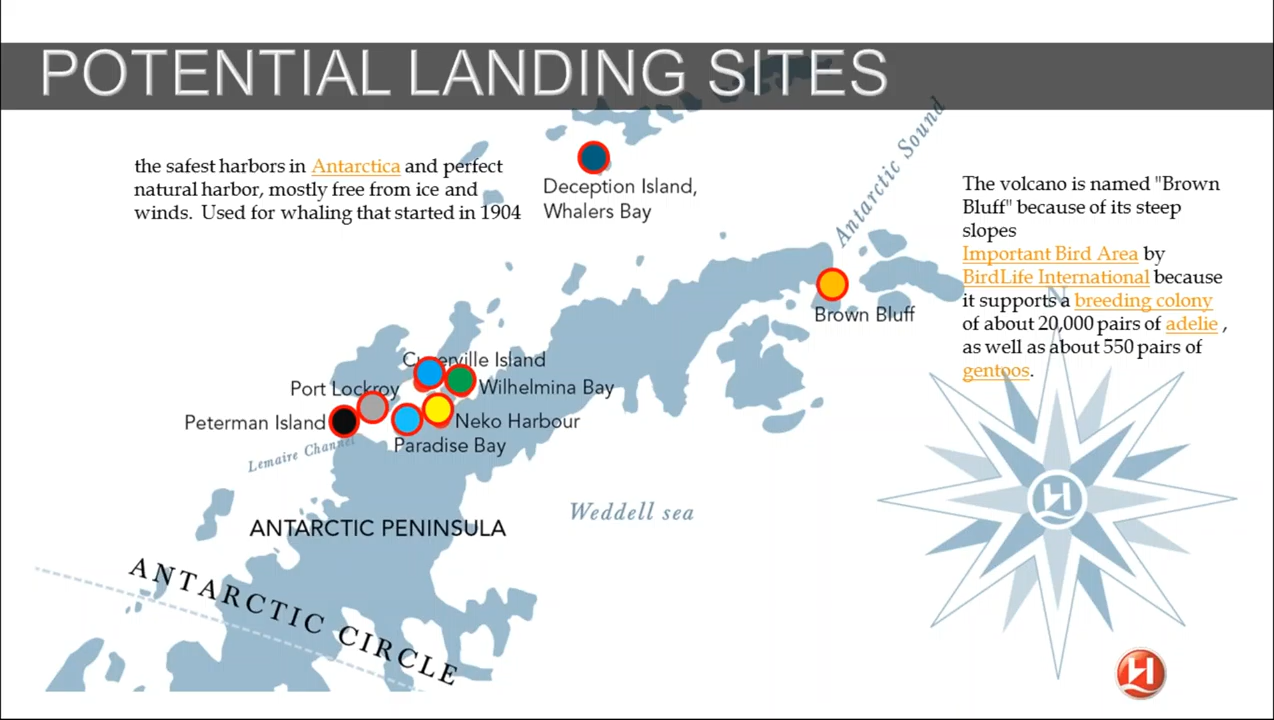 POTENTIAL LANDING SITES
the safest harbors in Antarctica and perfect
natural harbor, mostly free from ice and
winds. Used for whaling that started in 1904
Deception Island,
Whalers Bay
Antarctic Sound
The volcano is named "Brown
Bluff" because of its steep
slopes
Important Bird Area by
BirdLife International because
it supports a breeding colony
of about 20,000 pairs of adelie ,
as well as about 550 pairs of
gentoos.
N
Brown Bluff
Island
Wilhelmina Bay
Port Lockroy
Peterman Island
Neko Harbour
Paradise Bay
Lemaire Channel
Weddell sea
ANTARCTIC PENINSULA
ANTARCTIC CIRCLE